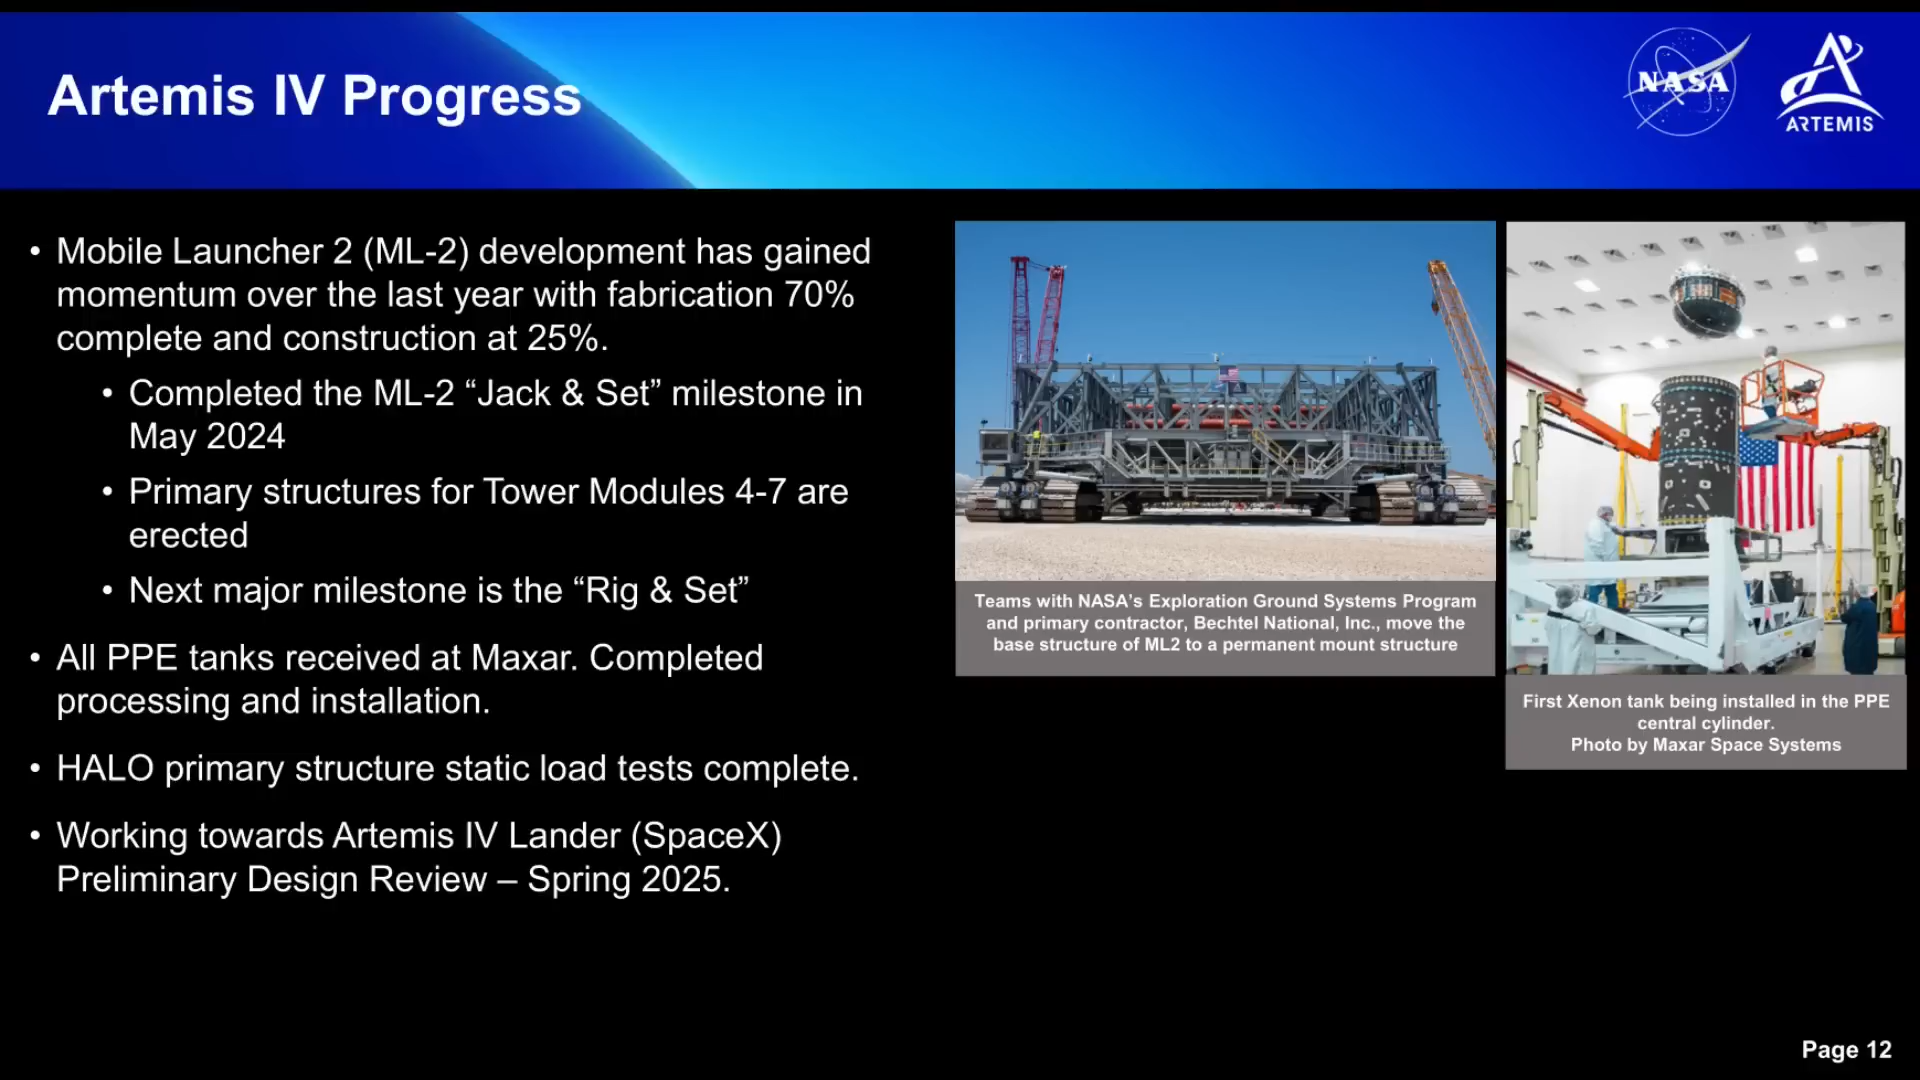 Artemis IV Progress
NASA
ARTEMIS
• Mobile Launcher 2 (ML-2) development has gained
momentum over the last year with fabrication 70%
complete and construction at 25%.
• Completed the ML-2 “Jack & Set” milestone in
May 2024
• Primary structures for Tower Modules 4-7 are
erected
• Next major milestone is the “Rig & Set”
• All PPE tanks received at Maxar. Completed
processing and installation.
• HALO primary structure static load tests complete.
• Working towards Artemis IV Lander (SpaceX)
Preliminary Design Review – Spring 2025.
Teams with NASA’s Exploration Ground Systems Program
and primary contractor, Bechtel National, Inc., move the
base structure of ML2 to a permanent mount structure
First Xenon tank being installed in the PPE
central cylinder.
Photo by Maxar Space Systems
Page 12